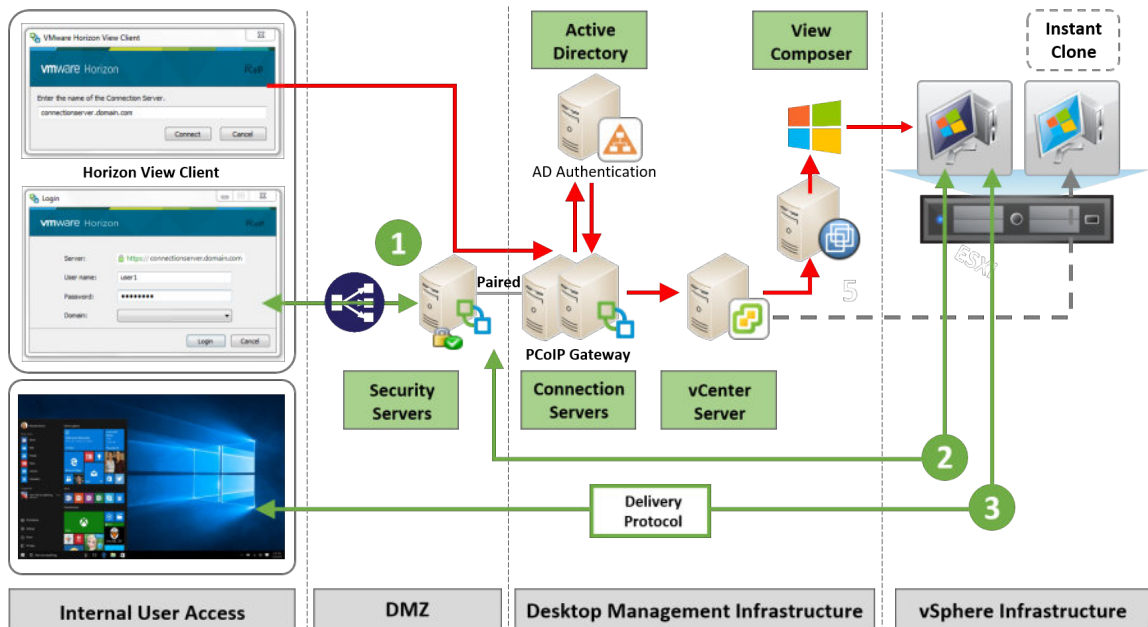 VMware Horizon View Client
vmware Horizon
Enter the name of the Connection Server.
connectionserver.domain.com
Connect
Cancel
Horizon View Client
Login
vmware Horizon
Server:
https://connectionserver.domain.com
User name:
user1
Password:
Domain:
Login
Cancel
1
Active
Directory
AD Authentication
View
Composer
Instant
Clone
Paired
PCoIP Gateway
5
ESXi
Security
Servers
Connection
Servers
vCenter
Server
2
3
Delivery
Protocol
Internal User Access
DMZ
Desktop Management Infrastructure
vSphere Infrastructure